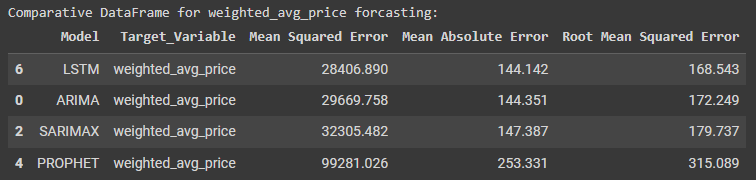 Comparative DataFrame for weighted_avg_price forcasting:
Model Target_Variable Mean Squared Error Mean Absolute Error Root Mean Squared Error
6 LSTM weighted_avg_price 28406.890 144.142 168.543
0 ARIMA weighted_avg_price 29669.758 144.351 172.249
2 SARIMAX weighted_avg_price 32305.482 147.387 179.737
4 PROPHET weighted_avg_price 99281.026 253.331 315.089